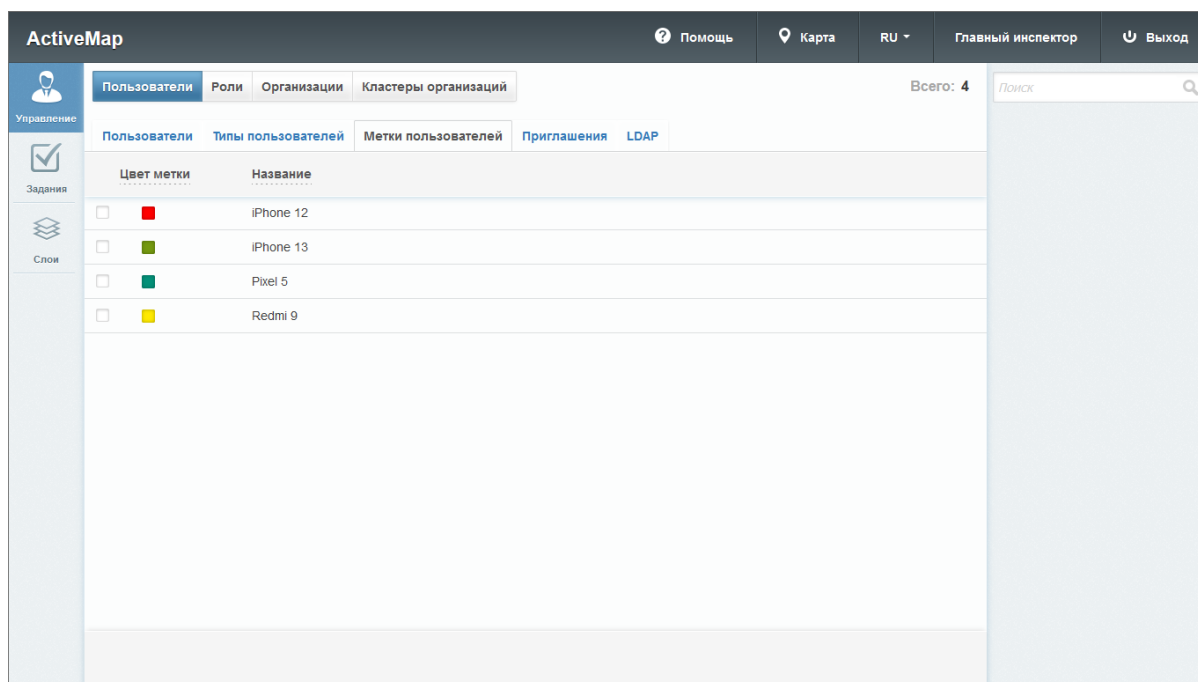 ActiveMap Помощь Карта RU Главный инспектор Выход
Управление
Задания
Слои
Пользователи Роли Организации Кластеры организаций Всего: 4
Поиск
Пользователи Типы пользователей Метки пользователей Приглашения LDAP
Цвет метки Название
iPhone 12
iPhone 13
Pixel 5
Redmi 9